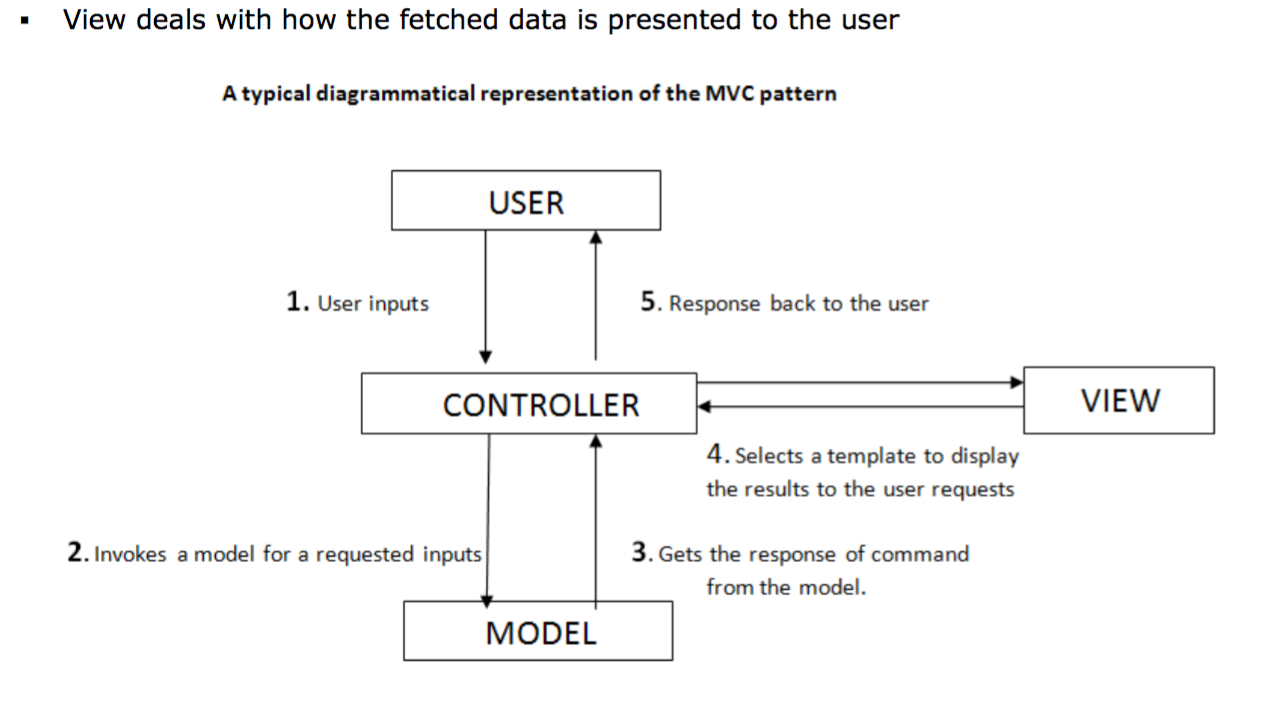 ▪ View deals with how the fetched data is presented to the user
A typical diagrammatical representation of the MVC pattern
USER
1. User inputs
5. Response back to the user
CONTROLLER
VIEW
4. Selects a template to display
the results to the user requests
2. Invokes a model for a requested inputs
3. Gets the response of command
from the model.
MODEL